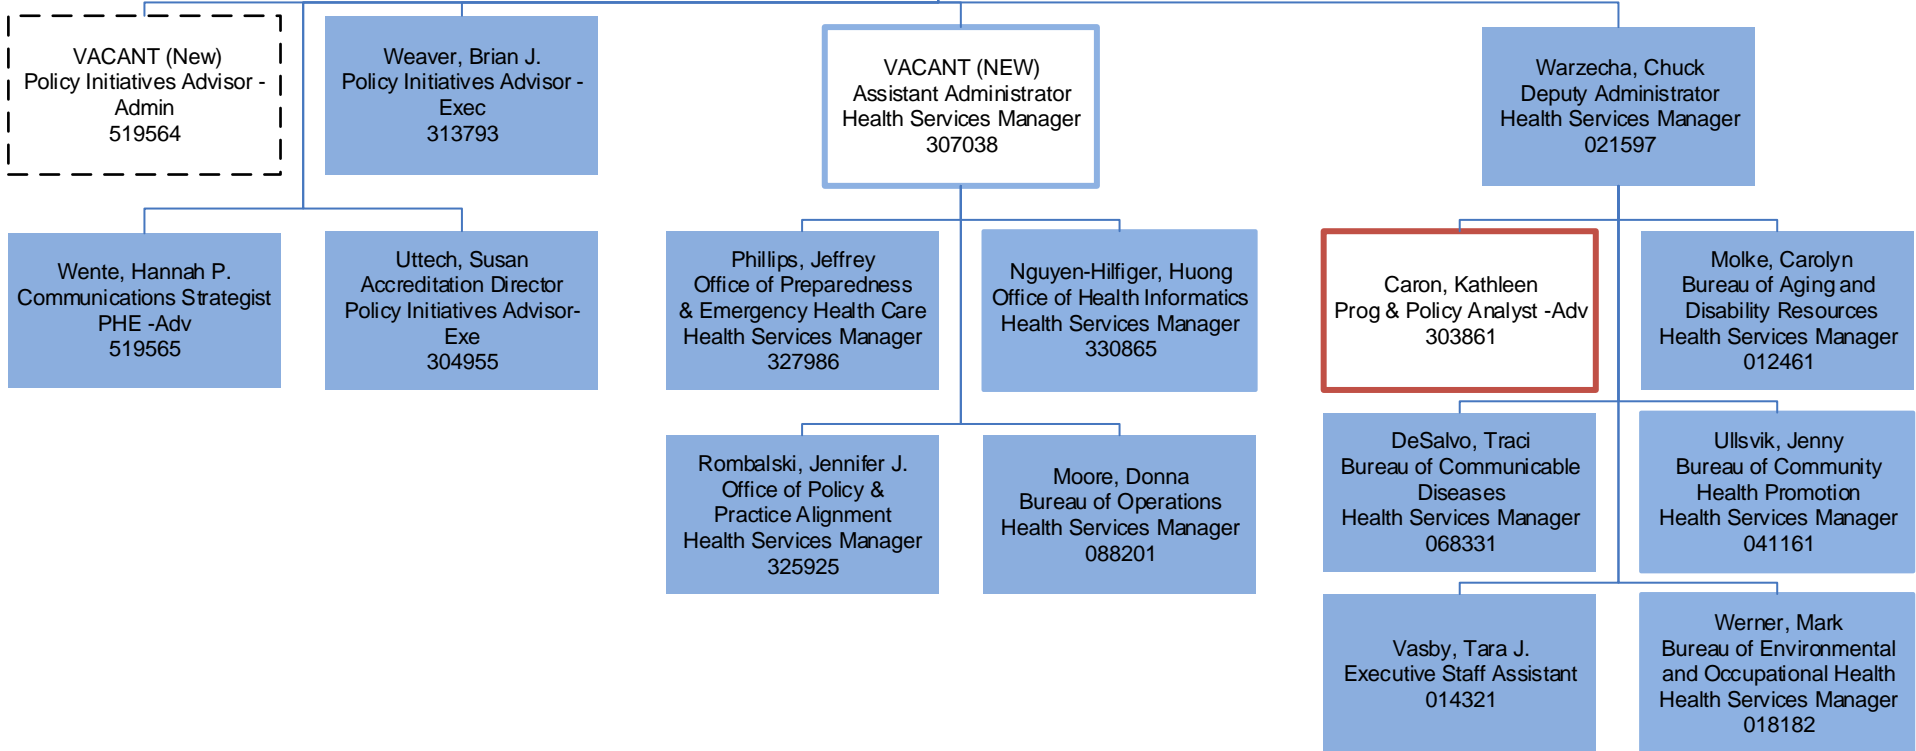 VACANT (New)
Policy Initiatives Advisor -
Admin
519564
Weaver, Brian J.
Policy Initiatives Advisor -
Exec
313793
VACANT (NEW)
Assistant Administrator
Health Services Manager
307038
Warzecha, Chuck
Deputy Administrator
Health Services Manager
021597
Wente, Hannah P.
Communications Strategist
PHE -Adv
519565
Uttech, Susan
Accreditation Director
Policy Initiatives Advisor-
Exe
304955
Phillips, Jeffrey
Office of Preparedness
& Emergency Health Care
Health Services Manager
327986
Nguyen-Hilfiger, Huong
Office of Health Informatics
Health Services Manager
330865
Caron, Kathleen
Prog & Policy Analyst -Adv
303861
Molke, Carolyn
Bureau of Aging and
Disability Resources
Health Services Manager
012461
Rombalski, Jennifer J.
Office of Policy &
Practice Alignment
Health Services Manager
325925
Moore, Donna
Bureau of Operations
Health Services Manager
088201
DeSalvo, Traci
Bureau of Communicable
Diseases
Health Services Manager
068331
Ullsvik, Jenny
Bureau of Community
Health Promotion
Health Services Manager
041161
Vasby, Tara J.
Executive Staff Assistant
014321
Werner, Mark
Bureau of Environmental
and Occupational Health
Health Services Manager
018182